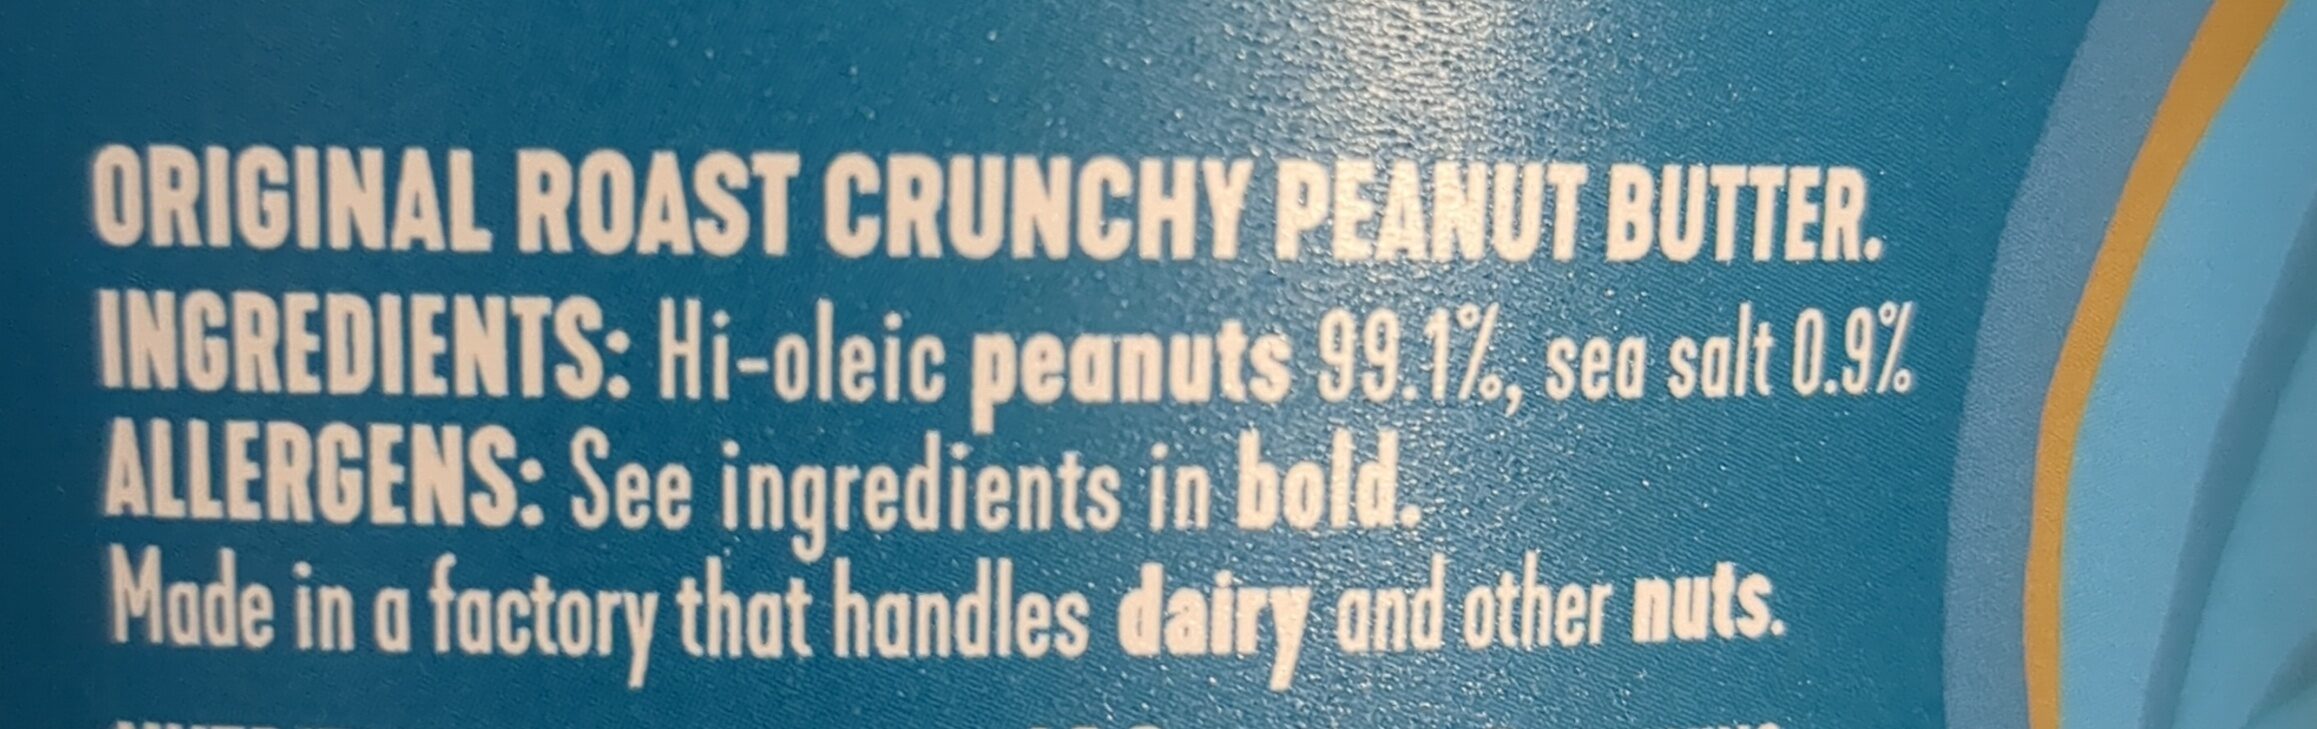 ORIGINAL ROAST CRUNCHY PEANUT BUTTER.
INGREDIENTS: Hi-oleic peanuts 99.1%, sea salt 0.9%
ALLERGENS: See ingredients in bold.
Made in a factory that handles dairy and other nuts.